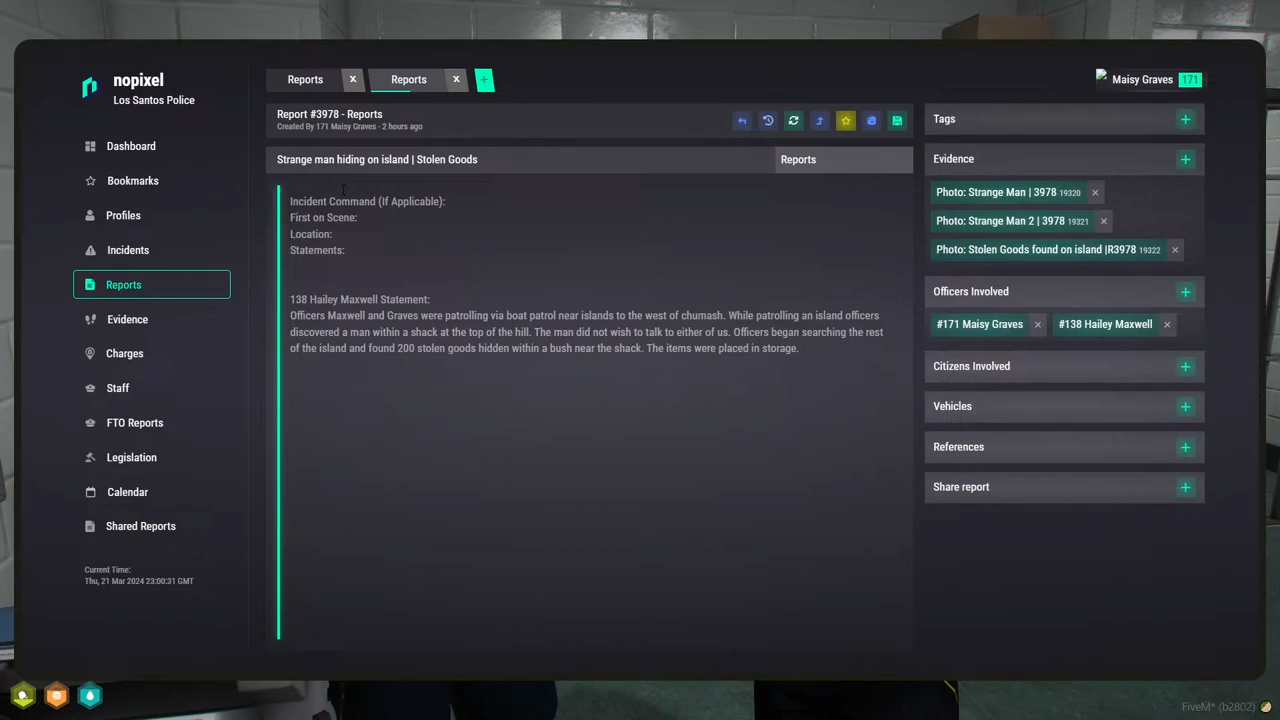 nopixel
Los Santos Police
Dashboard
Bookmarks
Profiles
Incidents
Reports
Evidence
Charges
Staff
FTO Reports
Legislation
Calendar
Shared Reports
Current Time:
Thu, 21 Mar 2024 23:00:31 GMT
Reports x Reports x +
Report #3978 - Reports
Created By 171 Maisy Graves - 2 hours ago
Strange man hiding on island | Stolen Goods
Reports
Incident Command (If Applicable):
First on Scene:
Location:
Statements:
138 Hailey Maxwell Statement:
Officers Maxwell and Graves were patrolling via boat patrol near islands to the west of chumash. While patrolling an island officers
discovered a man within a shack at the top of the hill. The man did not wish to talk to either of us. Officers began searching the rest
of the island and found 200 stolen goods hidden within a bush near the shack. The items were placed in storage.
Maisy Graves 171
Tags +
Evidence +
Photo: Strange Man | 3978 19320 ×
Photo: Strange Man 2 | 3978 19321 ×
Photo: Stolen Goods found on island |R3978 19322 ×
Officers Involved +
#171 Maisy Graves × #138 Hailey Maxwell ×
Citizens Involved +
Vehicles +
References +
Share report +
FiveM* (b2802)